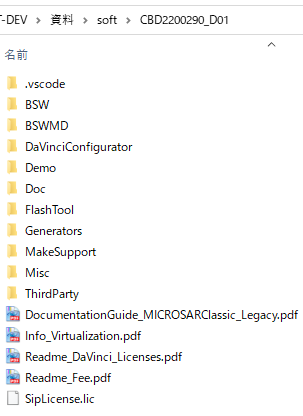 T-DEV > 資料 > soft > CBD2200290_D01
名前
.vscode
BSW
BSWMD
DaVinciConfigurator
Demo
Doc
FlashTool
Generators
MakeSupport
Misc
ThirdParty
DocumentationGuide_MICROSARClassic_Legacy.pdf
Info_Virtualization.pdf
Readme_DaVinci_Licenses.pdf
Readme_Fee.pdf
SipLicense.lic